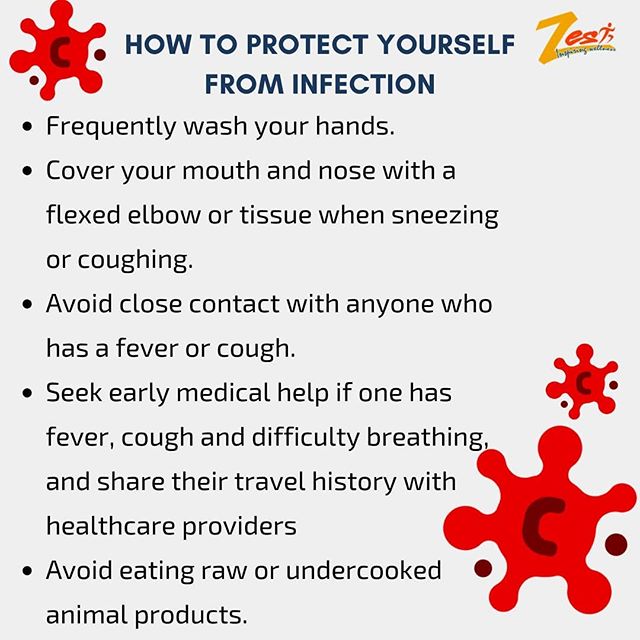 HOW TO PROTECT YOURSELF
FROM INFECTION
Zest
Inspiring wellness
• Frequently wash your hands.
• Cover your mouth and nose with a
flexed elbow or tissue when sneezing
or coughing.
• Avoid close contact with anyone who
has a fever or cough.
• Seek early medical help if one has
fever, cough and difficulty breathing,
and share their travel history with
healthcare providers
• Avoid eating raw or undercooked
animal products.
C
C
C